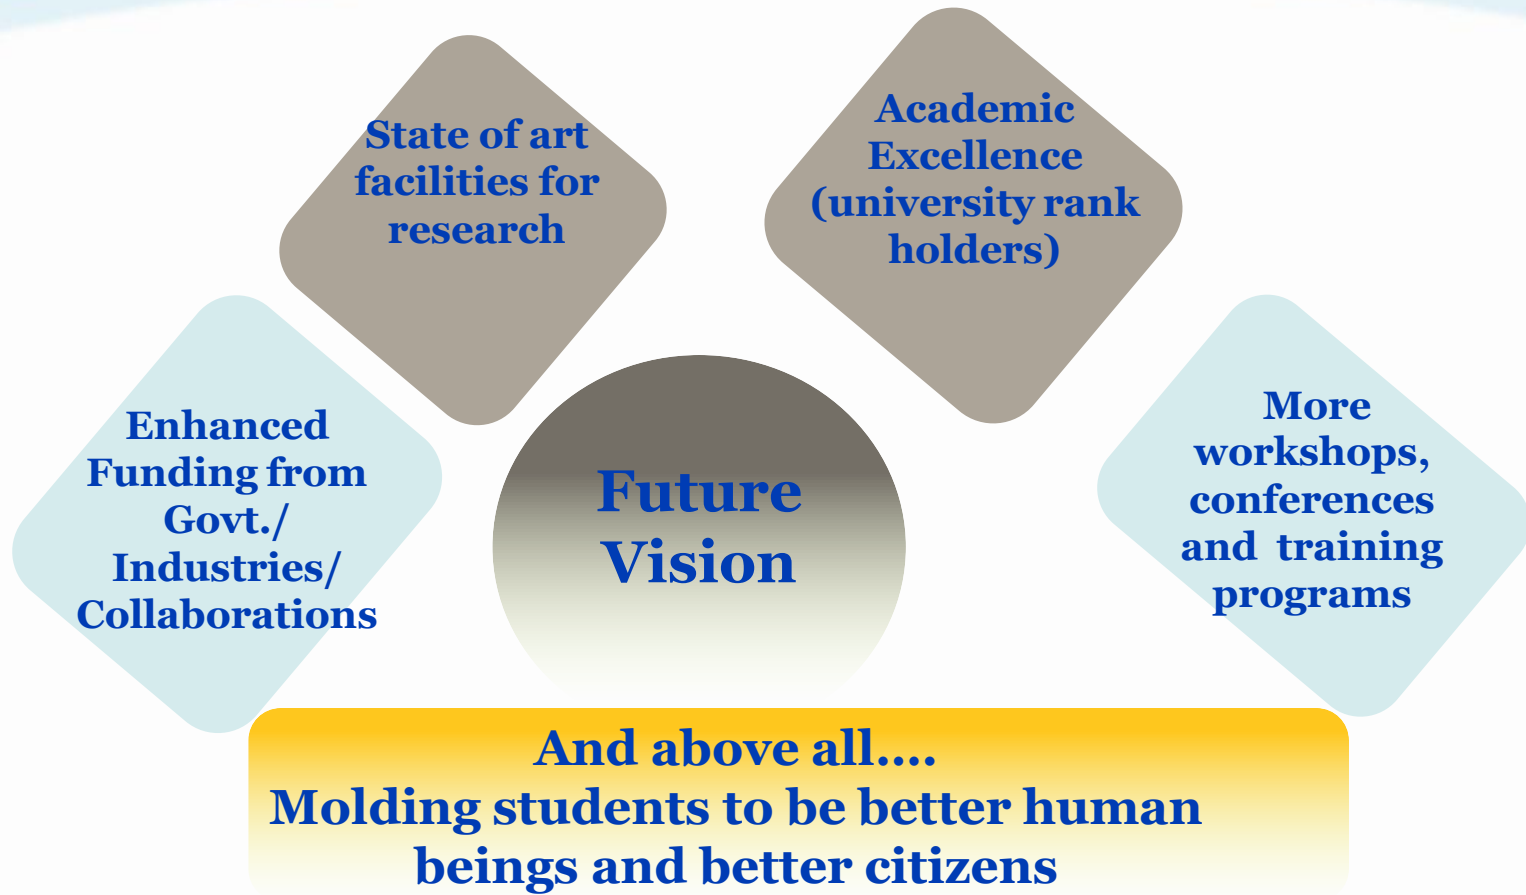 State of art
facilities for
research
Academic
Excellence
(university rank
holders)
Enhanced
Funding from
Govt./
Industries/
Collaborations
Future
Vision
More
workshops,
conferences
and training
programs
And above all....
Molding students to be better human
beings and better citizens